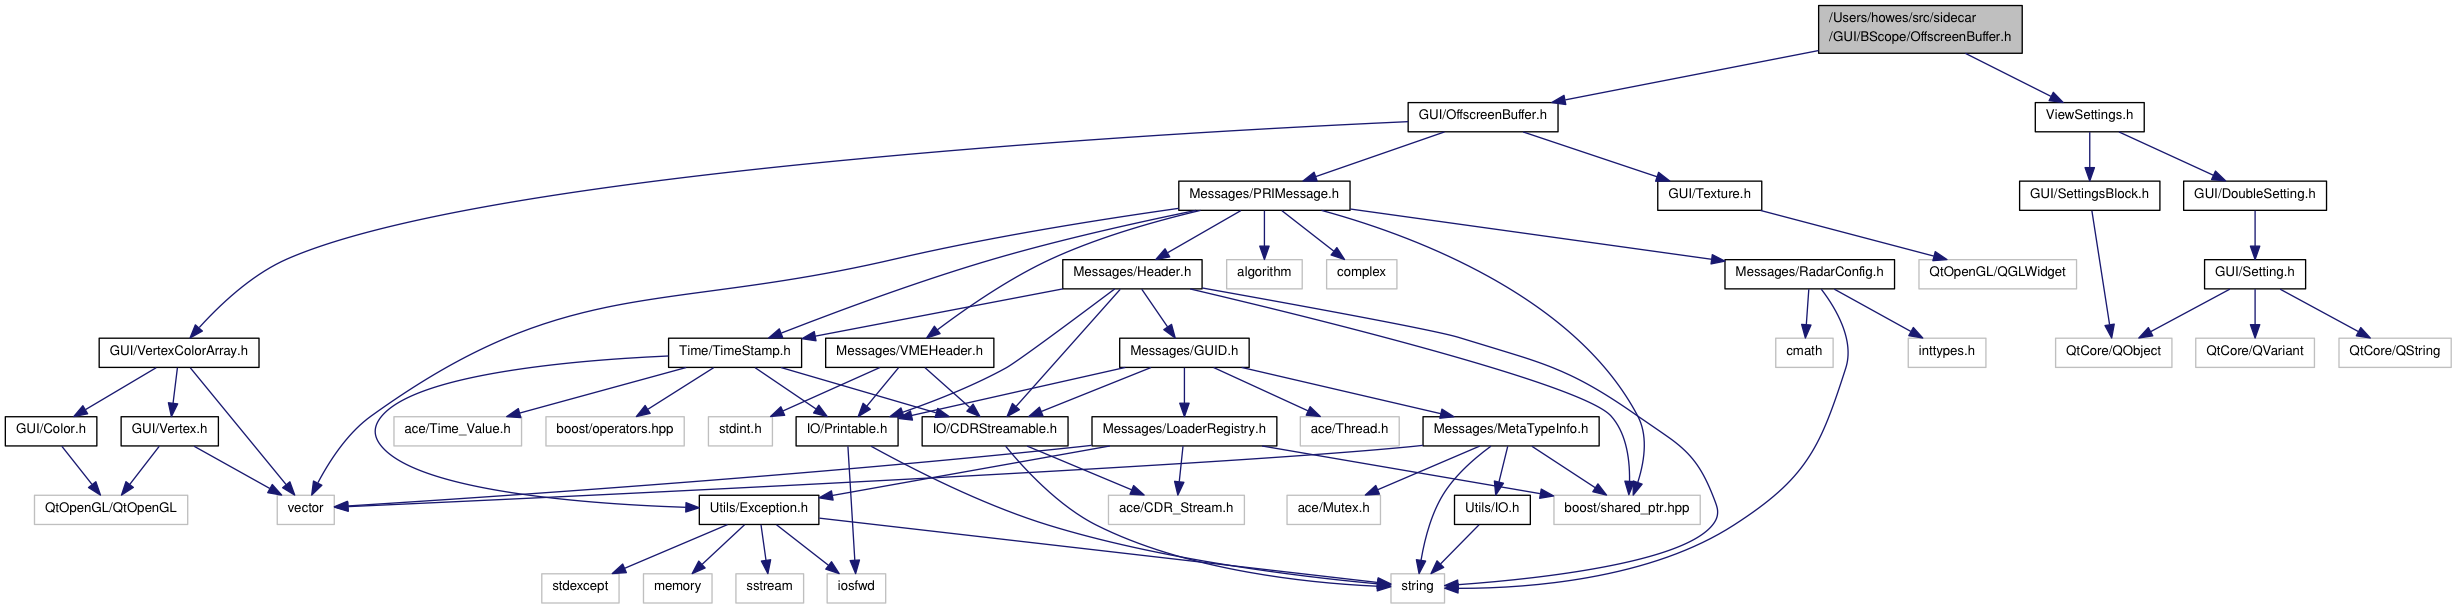 /Users/howes/src/sidecar
/GUI/BScope/OffscreenBuffer.h
GUI/OffscreenBuffer.h
ViewSettings.h
Messages/PRIMessage.h
GUI/Texture.h
GUI/SettingsBlock.h
GUI/DoubleSetting.h
Messages/Header.h
algorithm
complex
Messages/RadarConfig.h
QtOpenGL/QGLWidget
GUI/Setting.h
GUI/VertexColorArray.h
Time/TimeStamp.h
Messages/VMEHeader.h
Messages/GUID.h
cmath
inttypes.h
QtCore/QObject
QtCore/QVariant
QtCore/QString
GUI/Color.h
GUI/Vertex.h
ace/Time_Value.h
boost/operators.hpp
stdint.h
IO/Printable.h
IO/CDRStreamable.h
Messages/LoaderRegistry.h
ace/Thread.h
Messages/MetaTypeInfo.h
QtOpenGL/QtOpenGL
vector
Utils/Exception.h
ace/CDR_Stream.h
ace/Mutex.h
Utils/IO.h
boost/shared_ptr.hpp
stdexcept
memory
sstream
iosfwd
string